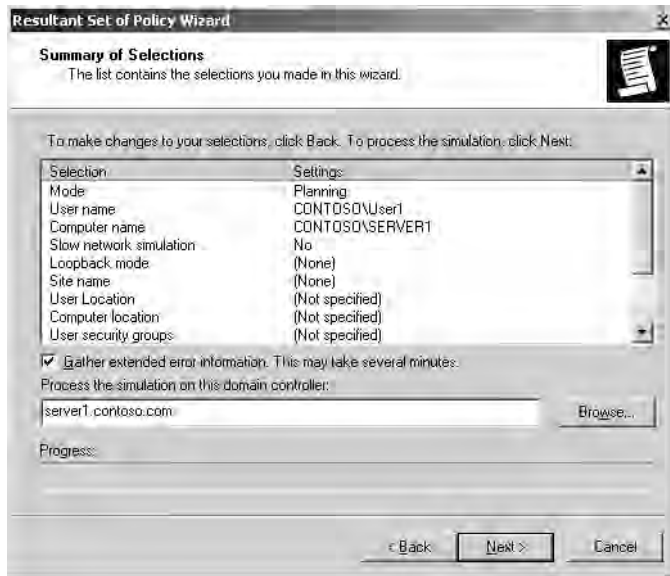 Resultant Set of Policy Wizard
Summary of Selections
The list contains the selections you made in this wizard.
To make changes to your selections, click Back. To process the simulation, click Next:
Selection Settings
Mode Planning
User name CONTOSO\User1
Computer name CONTOSO\SERVER1
Slow network simulation No
Loopback mode (None)
Site name (None)
User Location (Not specified)
Computer location (Not specified)
User security groups (Not specified)
Gather extended error information. This may take several minutes.
Process the simulation on this domain controller:
server1.contoso.com
Browse...
Progress:
< Back Next > Cancel